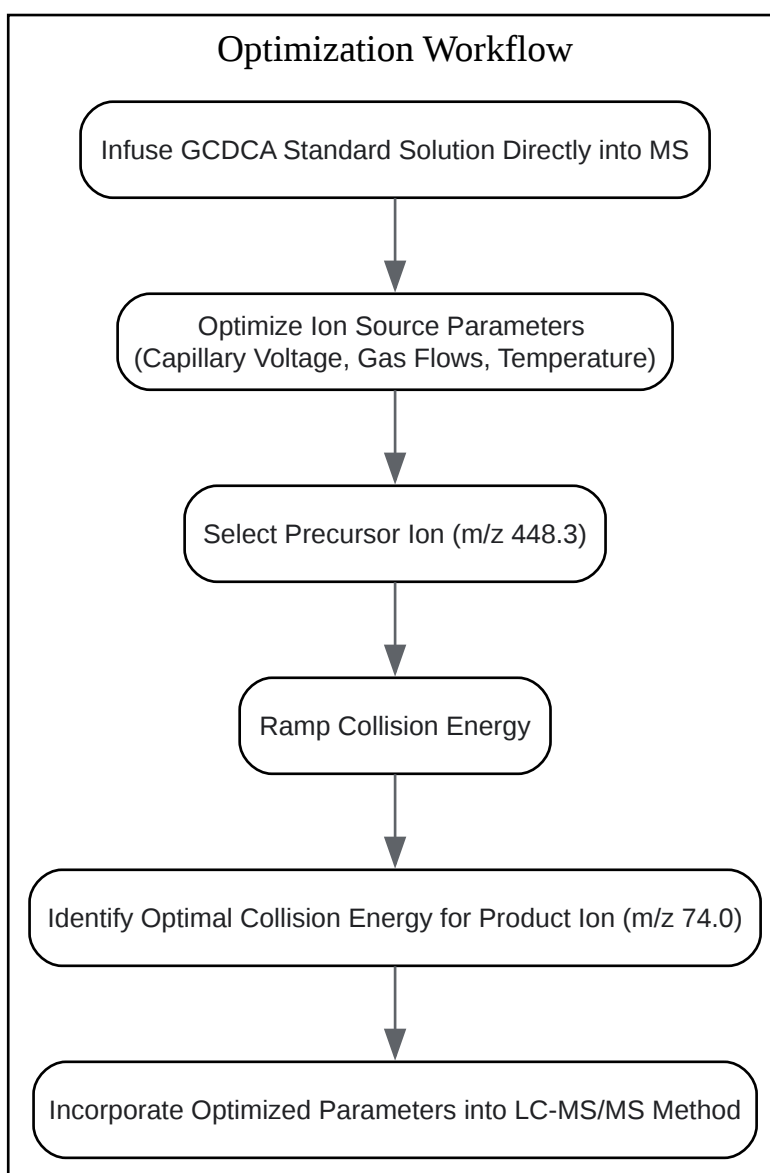 Optimization Workflow
Infuse GCDCA Standard Solution Directly into MS
Optimize Ion Source Parameters
(Capillary Voltage, Gas Flows, Temperature)
Select Precursor Ion (m/z 448.3)
Ramp Collision Energy
Identify Optimal Collision Energy for Product Ion (m/z 74.0)
Incorporate Optimized Parameters into LC-MS/MS Method